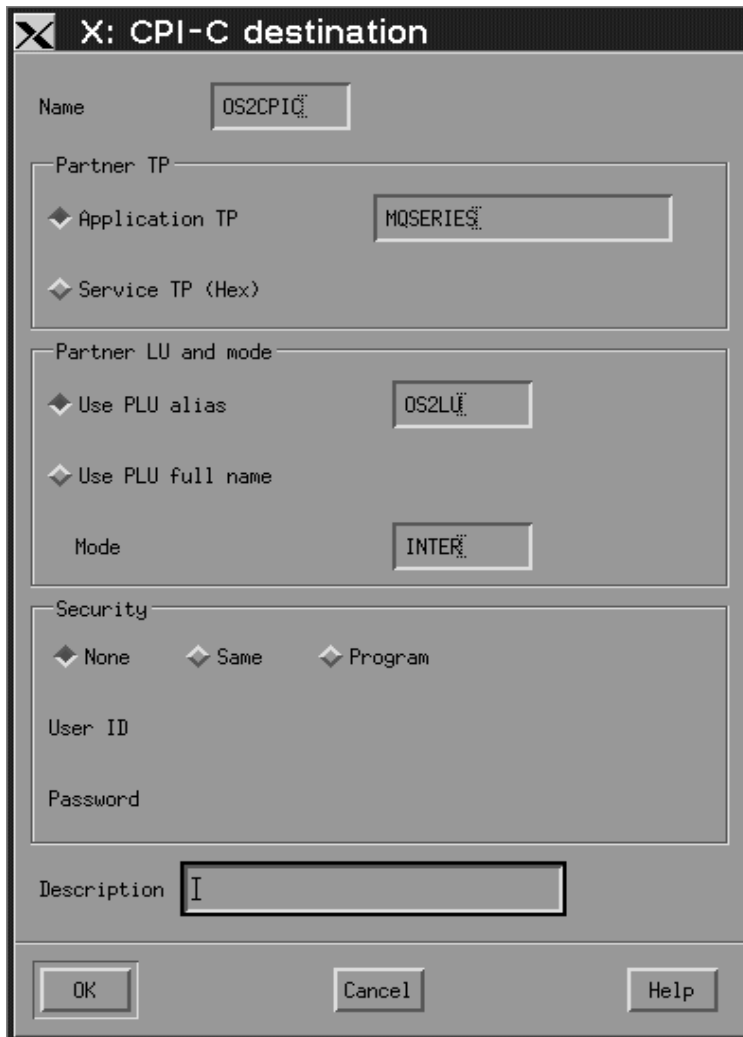 X: CPI-C destination
Name OS2CPIC
Partner TP
Application TP MQSERIES
Service TP (Hex)
Partner LU and mode
Use PLU alias OS2LU
Use PLU full name
Mode INTER
Security
None Same Program
User ID
Password
Description
OK Cancel Help